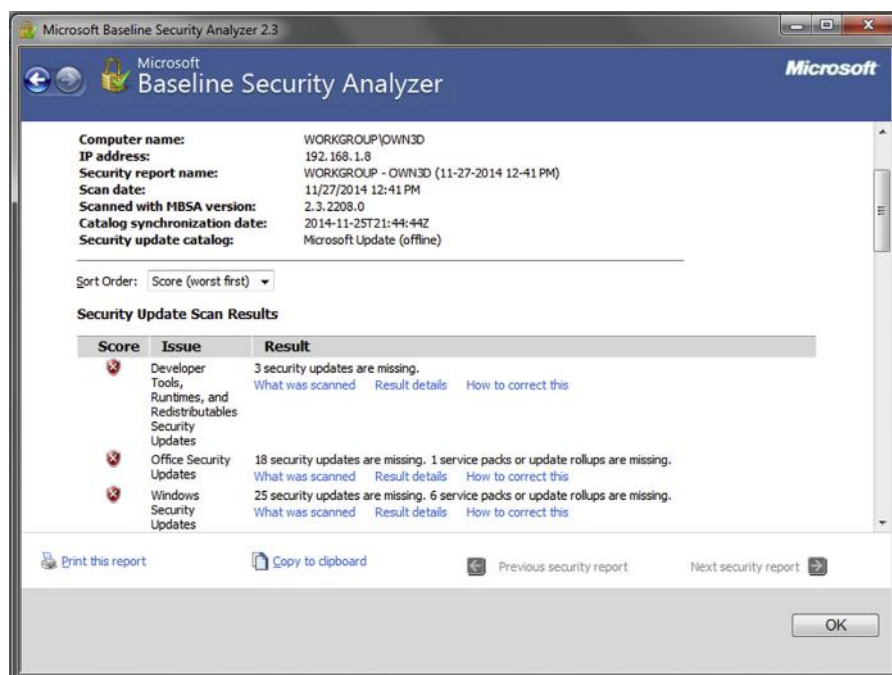 Microsoft Baseline Security Analyzer 2.3
Microsoft
Baseline Security Analyzer
Microsoft
Computer name: WORKGROUP\OWN3D
IP address: 192.168.1.8
Security report name: WORKGROUP - OWN3D (11-27-2014 12-41 PM)
Scan date: 11/27/2014 12:41 PM
Scanned with MBSA version: 2.3.2208.0
Catalog synchronization date: 2014-11-25T21:44:44Z
Security update catalog: Microsoft Update (offline)
Sort Order: Score (worst first)
Security Update Scan Results
Score Issue Result
Developer
Tools,
Runtimes, and
Redistributables
Security
Updates
3 security updates are missing.
What was scanned Result details How to correct this
Office Security
Updates
18 security updates are missing. 1 service packs or update rollups are missing.
What was scanned Result details How to correct this
Windows
Security
Updates
25 security updates are missing. 6 service packs or update rollups are missing.
What was scanned Result details How to correct this
Print this report Copy to clipboard Previous security report Next security report
OK